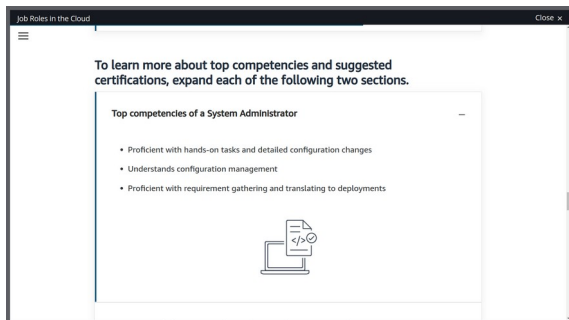 Job Roles in the Cloud
Close ×
To learn more about top competencies and suggested
certifications, expand each of the following two sections.
Top competencies of a System Administrator
–
• Proficient with hands-on tasks and detailed configuration changes
• Understands configuration management
• Proficient with requirement gathering and translating to deployments
</>